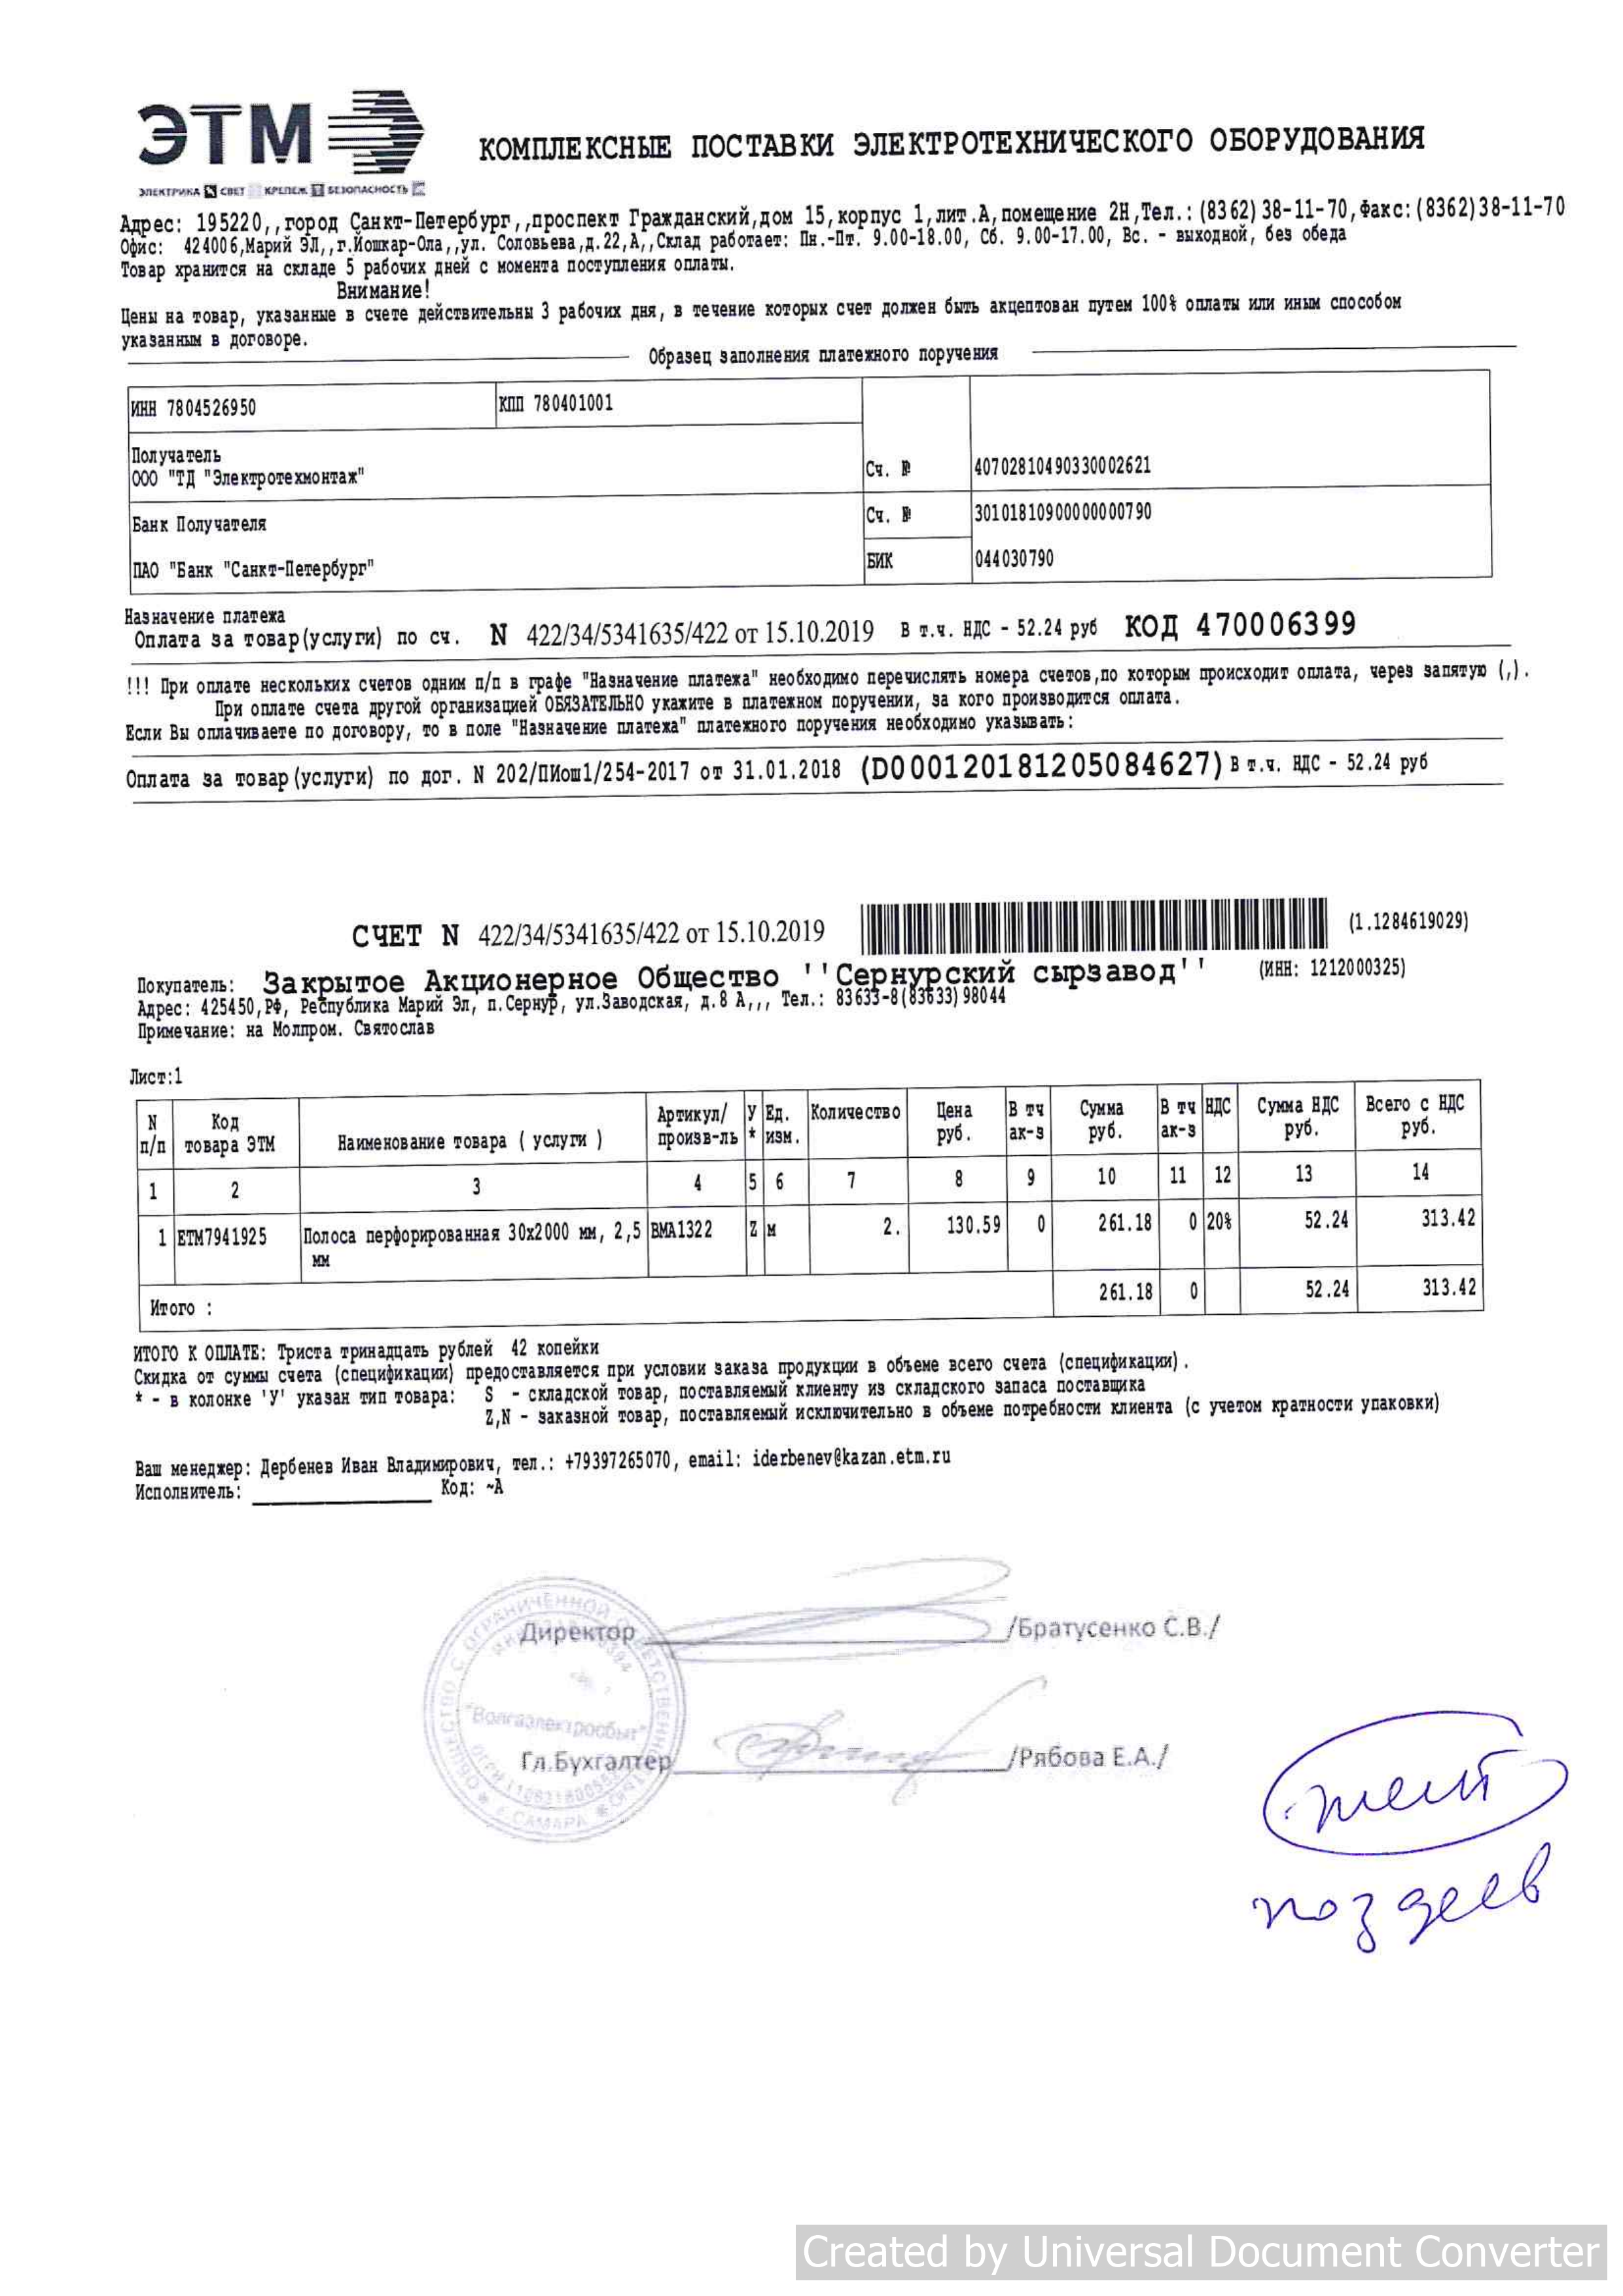 ЭТМ
КОМПЛЕКСНЫЕ ПОСТАВКИ ЭЛЕКТРОТЕХНИЧЕСКОГО ОБОРУДОВАНИЯ
ЭЛЕКТРИКА СВЕТ КРЕПЕЖ БЕЗОПАСНОСТЬ
Адрес: 195220,,город Санкт-Петербург,,проспект Гражданский,дом 15,корпус 1,лит.А,помещение 2Н,Тел.:(8362)38-11-70,Факс:(8362)38-11-70
Офис: 424006,Марий ЭЛ,,г.Йошкар-Ола,,ул. Соловьева,д.22,А,,Склад работает: Пн.-Пт. 9.00-18.00, Сб. 9.00-17.00, Вс. - выходной, без обеда
Товар хранится на складе 5 рабочих дней с момента поступления оплаты.
Внимание!
Цены на товар, указанные в счете действительны 3 рабочих дня, в течение которых счет должен быть акцептован путем 100% оплаты или иным способом
указанным в договоре.
Образец заполнения платежного поручения
ИНН 7804526950 КПП 780401001
Получатель
ООО "ТД "Электротехмонтаж" Сч. № 40702810490330002621
Банк Получателя Сч. № 30101810900000000790
ПАО "Банк "Санкт-Петербург" БИК 044030790
Назначение платежа
Оплата за товар(услуги) по сч. N 422/34/5341635/422 от 15.10.2019 В т.ч. НДС - 52.24 руб КОД 470006399
!!! При оплате нескольких счетов одним п/п в графе "Назначение платежа" необходимо перечислять номера счетов,по которым происходит оплата, через запятую (,).
При оплате счета другой организацией ОБЯЗАТЕЛЬНО укажите в платежном поручении, за кого производится оплата.
Если Вы оплачиваете по договору, то в поле "Назначение платежа" платежного поручения необходимо указывать:
Оплата за товар(услуги) по дог. N 202/ПИош1/254-2017 от 31.01.2018 (D000120181205084627) В т.ч. НДС - 52.24 руб
СЧЕТ N 422/34/5341635/422 от 15.10.2019 (1.1284619029)
Покупатель: Закрытое Акционерное Общество ''Сернурский сырзавод'' (ИНН: 1212000325)
Адрес: 425450,РФ, Республика Марий Эл, п.Сернур, ул.Заводская, д.8 А,,, Тел.: 83633-8(83633)98044
Примечание: на Молпром. Святослав
Лист:1
N п/п Код товара ЭТМ Наименование товара ( услуги ) Артикул/ произв-ль У * Ед. изм. Количество Цена руб. В тч ак-з Сумма руб. В тч ак-з НДС Сумма НДС руб. Всего с НДС руб.
1 2 3 4 5 6 7 8 9 10 11 12 13 14
1 ETM7941925 Полоса перфорированная 30х2000 мм, 2,5 мм ВМА1322 Z м 2. 130.59 0 261.18 0 20% 52.24 313.42
Итого : 261.18 0 52.24 313.42
ИТОГО К ОПЛАТЕ: Триста тринадцать рублей 42 копейки
Скидка от суммы счета (спецификации) предоставляется при условии заказа продукции в объеме всего счета (спецификации).
* - в колонке 'У' указан тип товара: S - складской товар, поставляемый клиенту из складского запаса поставщика
Z,N - заказной товар, поставляемый исключительно в объеме потребности клиента (с учетом кратности упаковки)
Ваш менеджер: Дербенев Иван Владимирович, тел.: +79397265070, email: iderbenev@kazan.etm.ru
Исполнитель: Код: ~А
Директор /Братусенко С.В./
"Волгаэлектросбыт"
Гл.Бухгалтер /Рябова Е.А./
г.САМАРА
поздеев
Created by Universal Document Converter